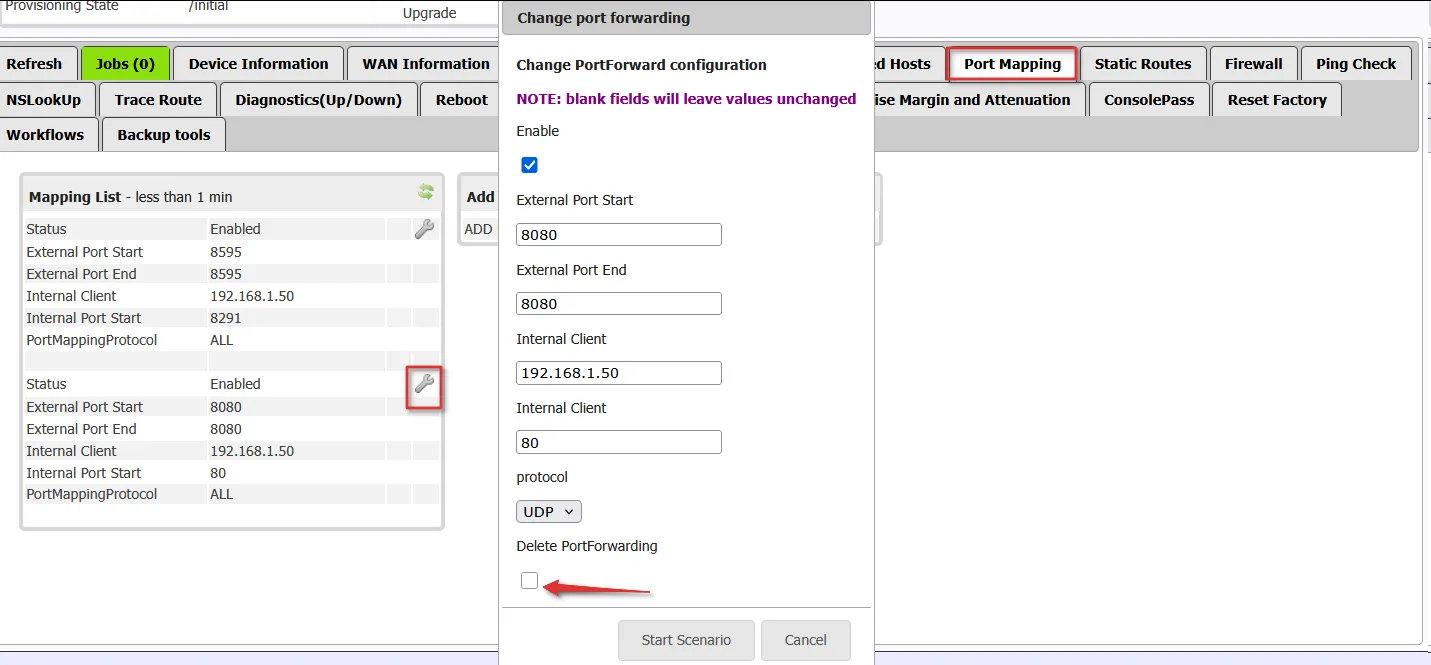 Provisioning State /initial
Upgrade
Refresh Jobs (0) Device Information WAN Information ed Hosts Port Mapping Static Routes Firewall Ping Check
NSLookUp Trace Route Diagnostics(Up/Down) Reboot ise Margin and Attenuation ConsolePass Reset Factory
Workflows Backup tools
Mapping List - less than 1 min
Status Enabled
External Port Start 8595
External Port End 8595
Internal Client 192.168.1.50
Internal Port Start 8291
PortMappingProtocol ALL
Status Enabled
External Port Start 8080
External Port End 8080
Internal Client 192.168.1.50
Internal Port Start 80
PortMappingProtocol ALL
Add
ADD
Change port forwarding
Change PortForward configuration
NOTE: blank fields will leave values unchanged
Enable
External Port Start
8080
External Port End
8080
Internal Client
192.168.1.50
Internal Client
80
protocol
UDP
Delete PortForwarding
Start Scenario Cancel